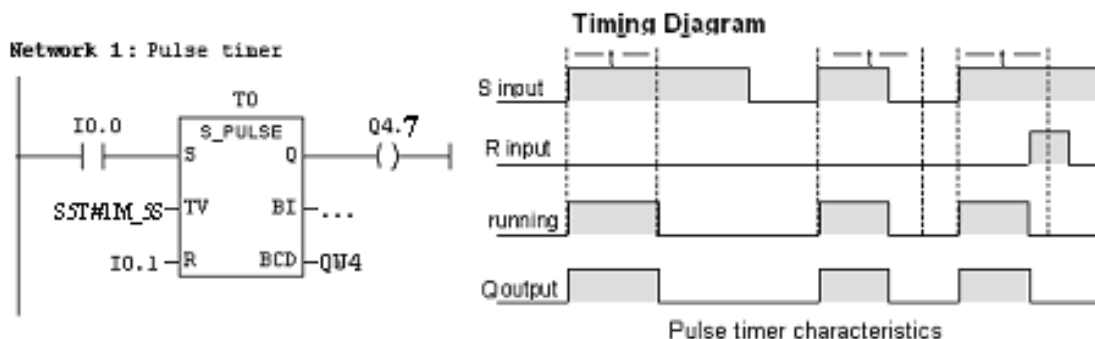 Network 1: Pulse timer
T0
I0.0
S_PULSE
Q4.7
S
Q
S5T#1M_5S
TV
BI
...
I0.1
R
BCD
QW4
Timing Diagram
t
t
t
S input
R input
running
Q output
Pulse timer characteristics